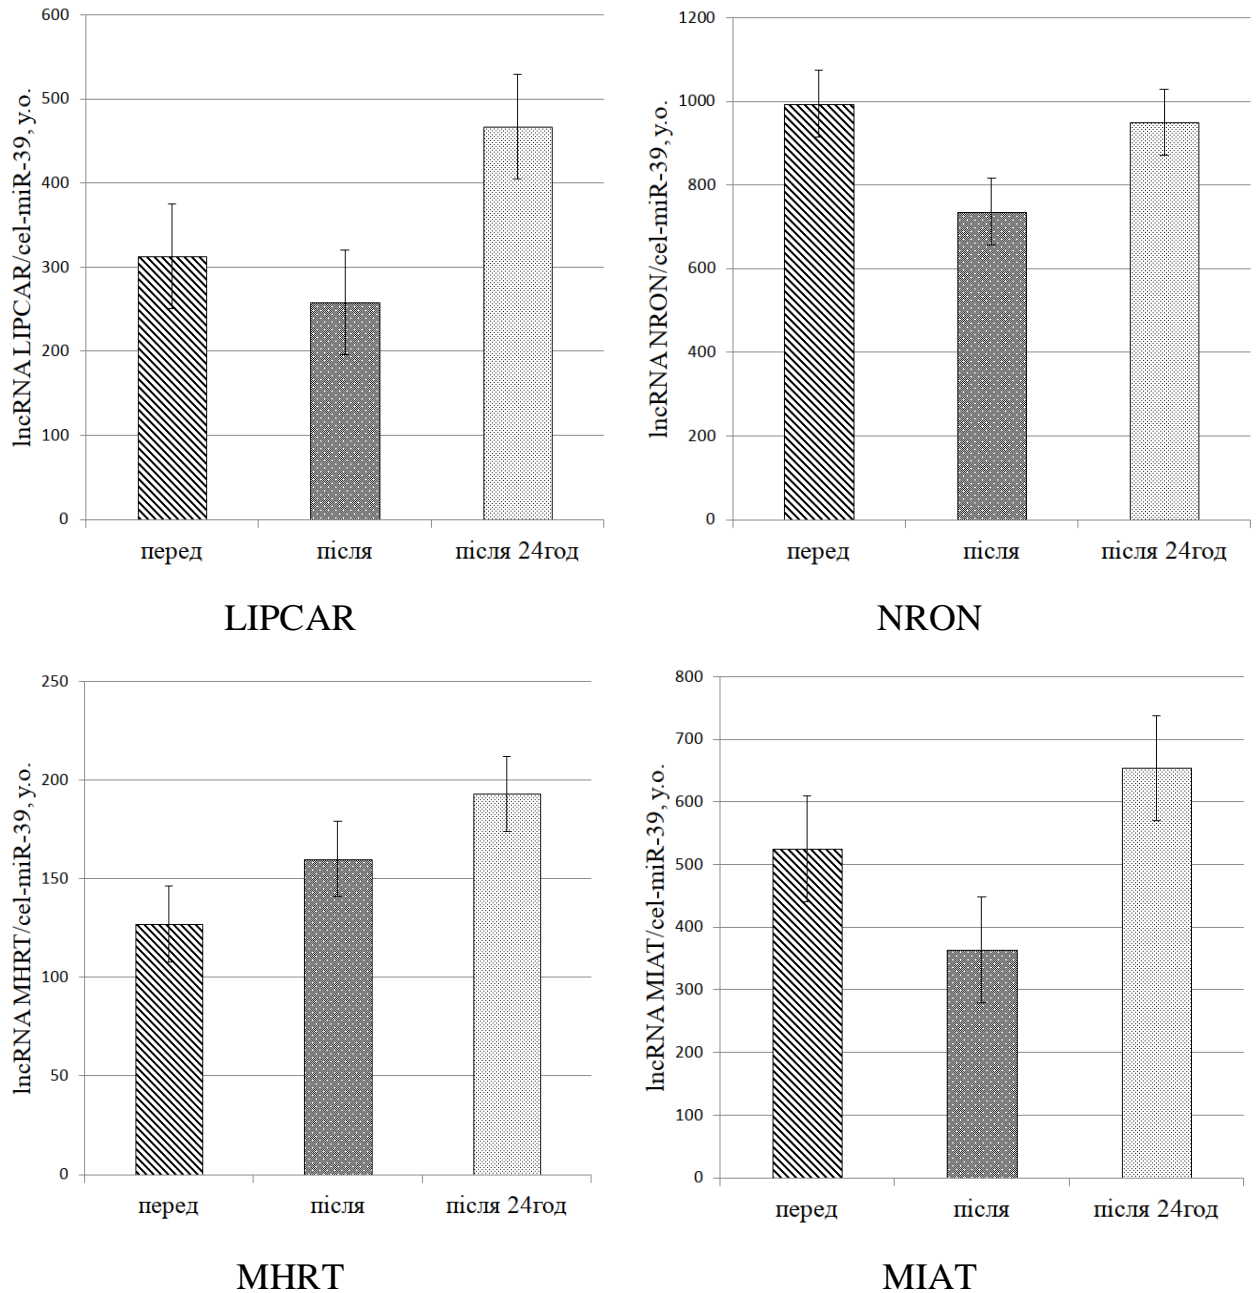 lncRNA LIPCAR/cel-miR-39, y.o.
600
500
400
300
200
100
0
перед після після 24год
LIPCAR
lncRNA NRON/cel-miR-39, y.o.
1200
1000
800
600
400
200
0
перед після після 24год
NRON
lncRNA MHRT/cel-miR-39, y.o.
250
200
150
100
50
0
перед після після 24год
MHRT
lncRNA MIAT/cel-miR-39, y.o.
800
700
600
500
400
300
200
100
0
перед після після 24год
MIAT